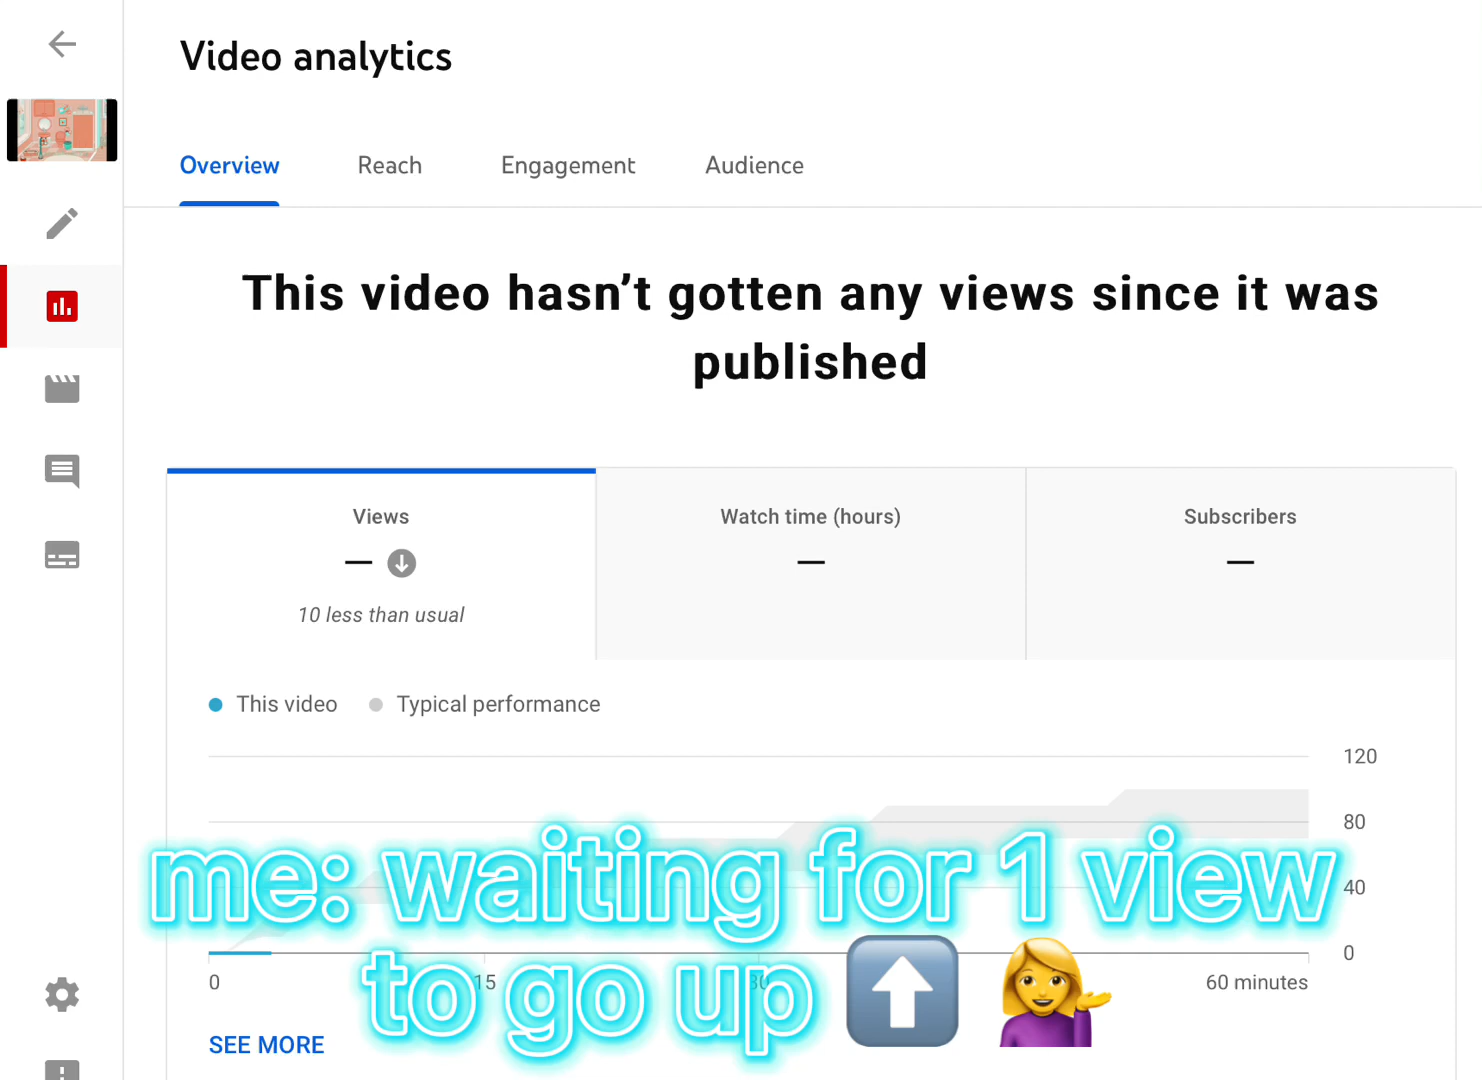 Video analytics
Overview Reach Engagement Audience
This video hasn’t gotten any views since it was
published
Views Watch time (hours) Subscribers
— — —
10 less than usual
This video Typical performance
120
80
me: waiting for 1 view
40
0
to go up
0 15 30 60 minutes
SEE MORE